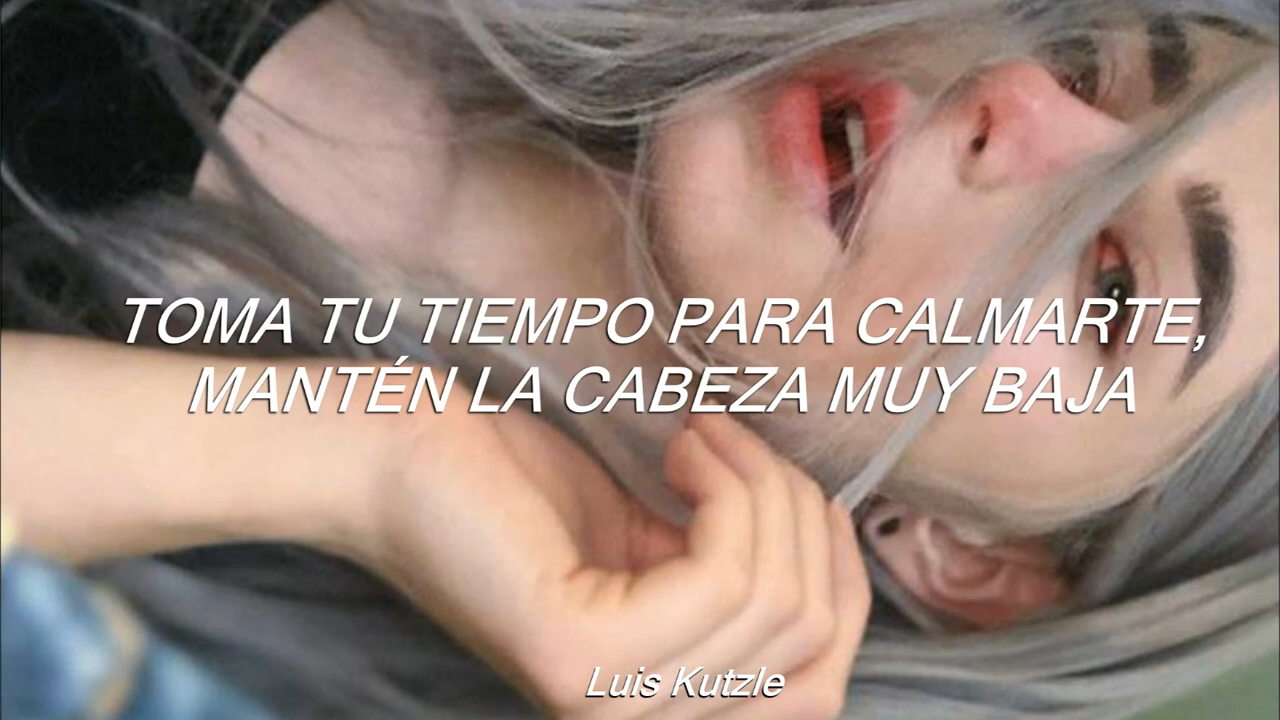 TOMA TU TIEMPO PARA CALMARTE,
MANTÉN LA CABEZA MUY BAJA
Luis Kutzle